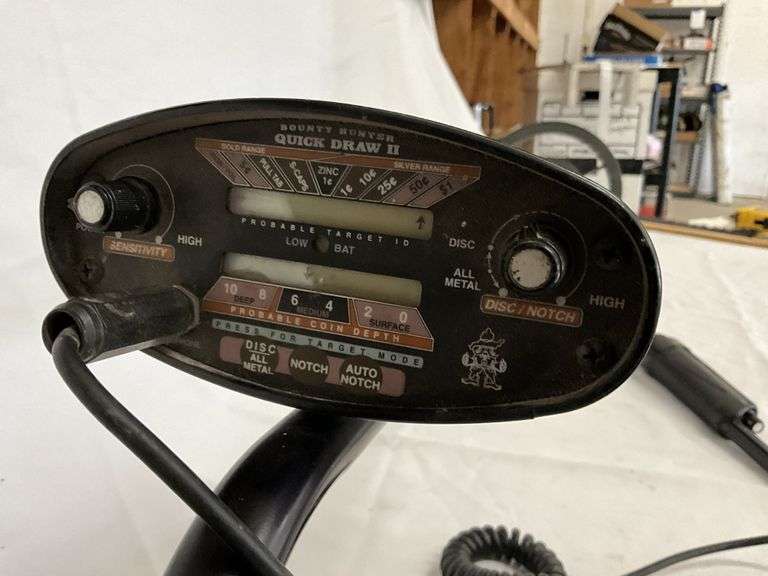 BOUNTY HUNTER
QUICK DRAW II
GOLD RANGE SILVER RANGE
5¢ PULL TAB S-CAPS ZINC 1¢ 1¢ 10¢ 25¢ 50¢ $1
PROBABLE TARGET ID
LOW BAT
SENSITIVITY
HIGH
DISC
ALL METAL
DISC / NOTCH
HIGH
10 8 6 4 2 0
DEEP MEDIUM SURFACE
PROBABLE COIN DEPTH
PRESS FOR TARGET MODE
DISC
ALL METAL
NOTCH
AUTO NOTCH